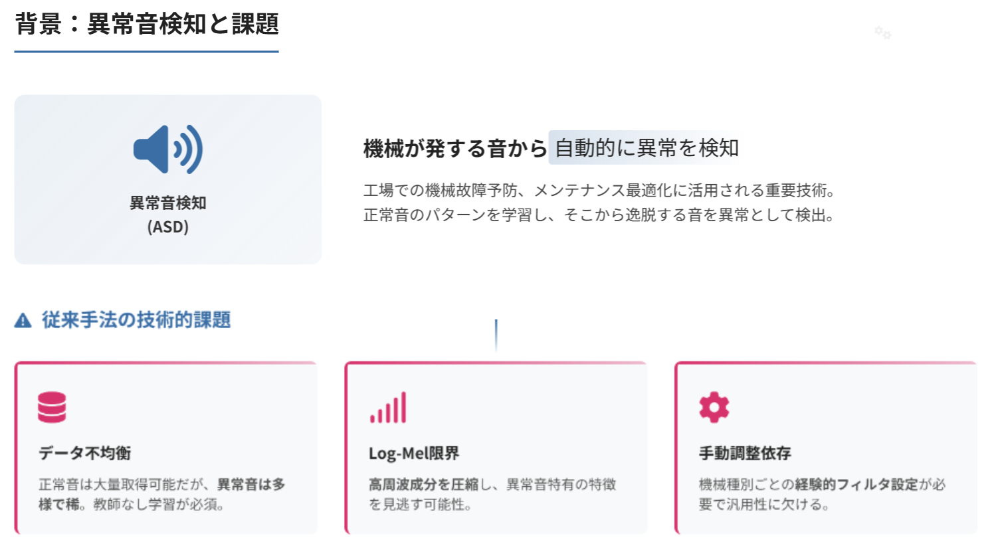 背景：異常音検知と課題
異常音検知
(ASD)
機械が発する音から 自動的に異常を検知
工場での機械故障予防、メンテナンス最適化に活用される重要技術。
正常音のパターンを学習し、そこから逸脱する音を異常として検出。
従来手法の技術的課題
データ不均衡
正常音は大量取得可能だが、異常音は多
様で稀。教師なし学習が必須。
Log-Mel限界
高周波成分を圧縮し、異常音特有の特徴
を見逃す可能性。
手動調整依存
機械種別ごとの経験的フィルタ設定が必
要で汎用性に欠ける。